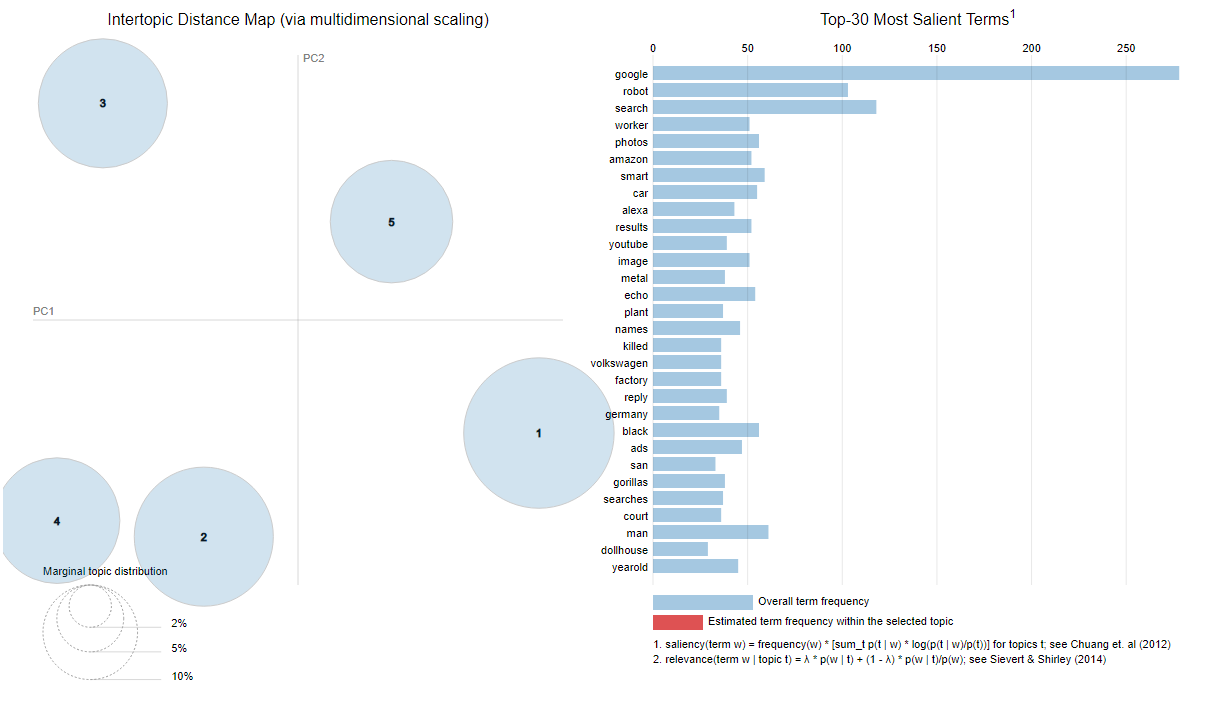 Intertopic Distance Map (via multidimensional scaling)
PC2
3
5
PC1
1
4
2
Marginal topic distribution
2%
5%
10%
Top-30 Most Salient Terms1
0 50 100 150 200 250
google
robot
search
worker
photos
amazon
smart
car
alexa
results
youtube
image
metal
echo
plant
names
killed
volkswagen
factory
reply
germany
black
ads
san
gorillas
searches
court
man
dollhouse
yearold
Overall term frequency
Estimated term frequency within the selected topic
1. saliency(term w) = frequency(w) * [sum_t p(t | w) * log(p(t | w)/p(t))] for topics t; see Chuang et. al (2012)
2. relevance(term w | topic t) = λ * p(w | t) + (1 - λ) * p(w | t)/p(w); see Sievert & Shirley (2014)